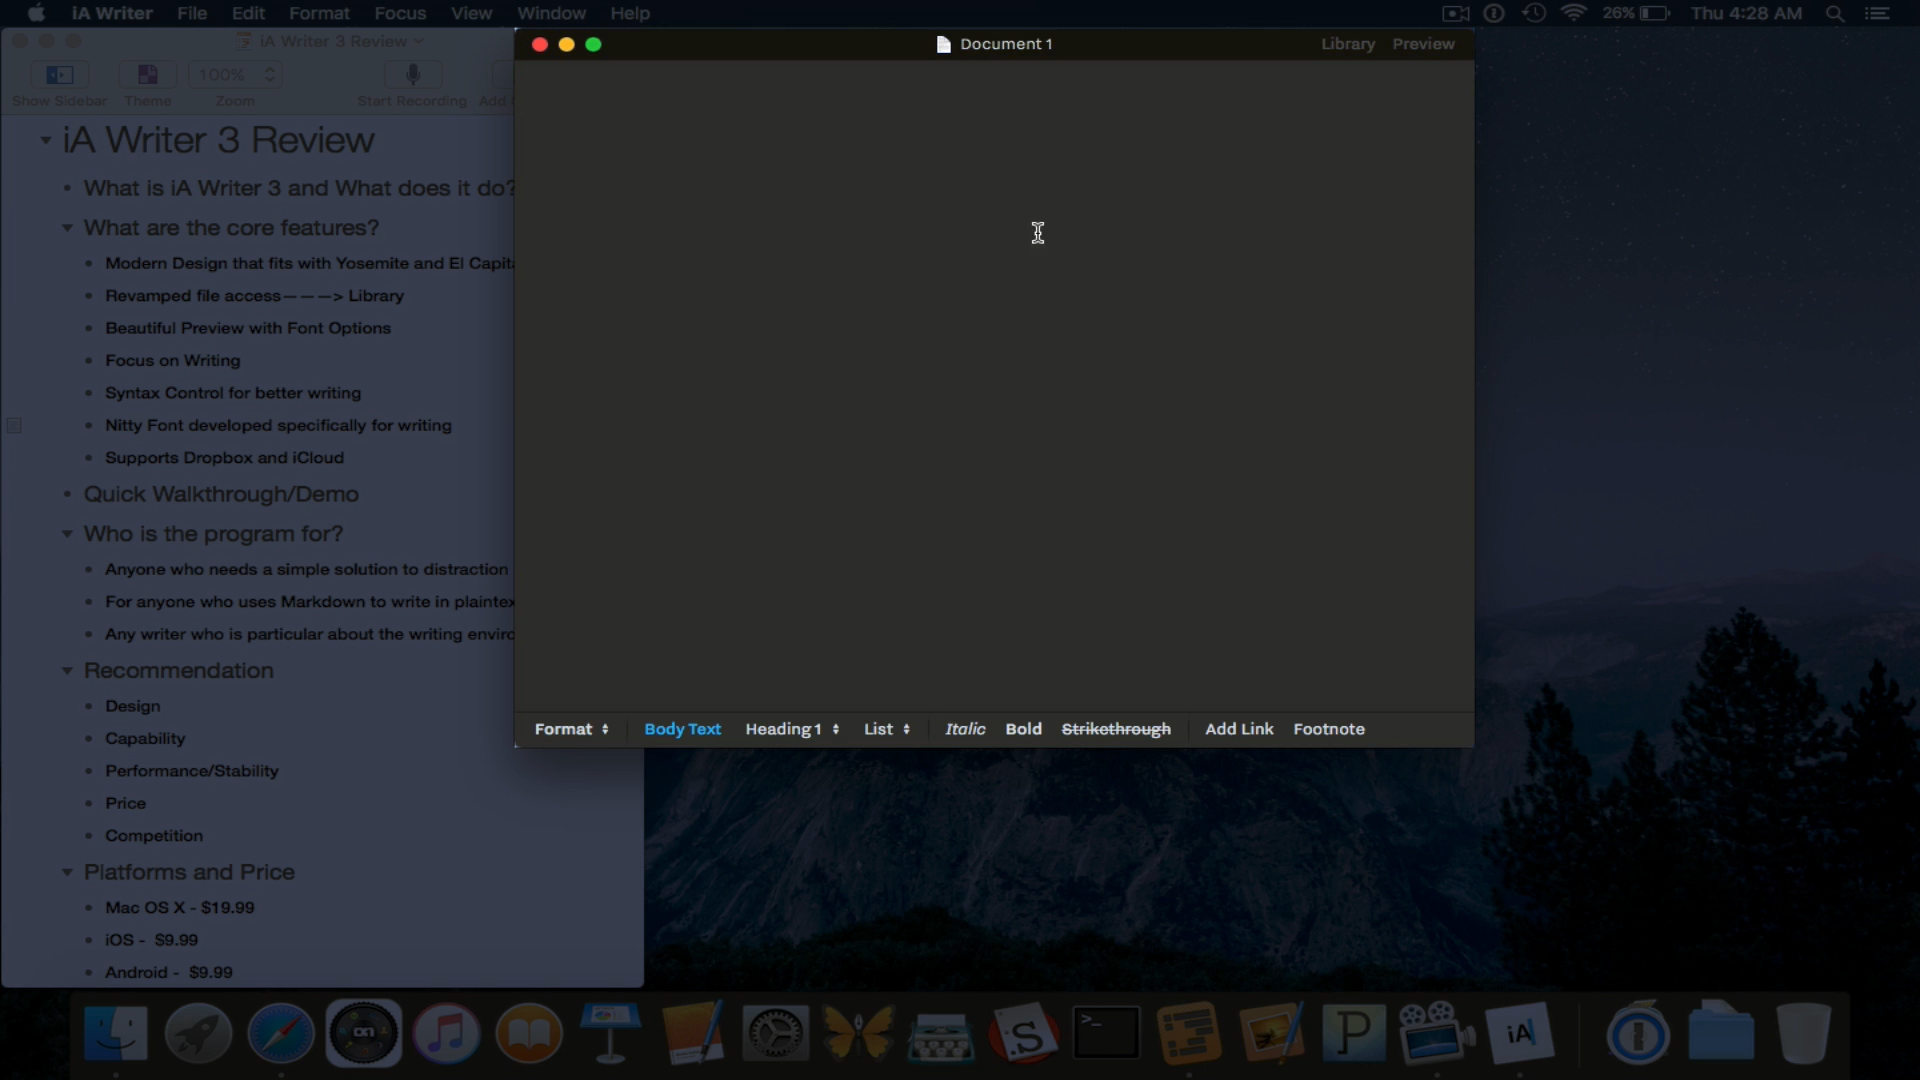 iA Writer File Edit Format Focus View Window Help
26% Thu 4:28 AM
iA Writer 3 Review
100%
Show Sidebar Theme Zoom Start Recording Add
iA Writer 3 Review
What is iA Writer 3 and What does it do?
What are the core features?
Modern Design that fits with Yosemite and El Capit
Revamped file access———> Library
Beautiful Preview with Font Options
Focus on Writing
Syntax Control for better writing
Nitty Font developed specifically for writing
Supports Dropbox and iCloud
Quick Walkthrough/Demo
Who is the program for?
Anyone who needs a simple solution to distraction
For anyone who uses Markdown to write in plaintex
Any writer who is particular about the writing enviro
Recommendation
Design
Capability
Performance/Stability
Price
Competition
Platforms and Price
Mac OS X - $19.99
iOS - $9.99
Android - $9.99
Document 1
Library Preview
Format Body Text Heading 1 List Italic Bold Strikethrough Add Link Footnote
>_
S
P
iA